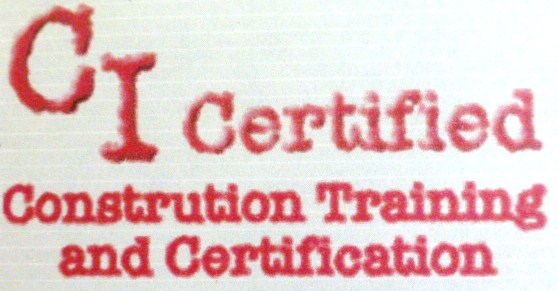 CI Certified
Constrution Training
and Certification